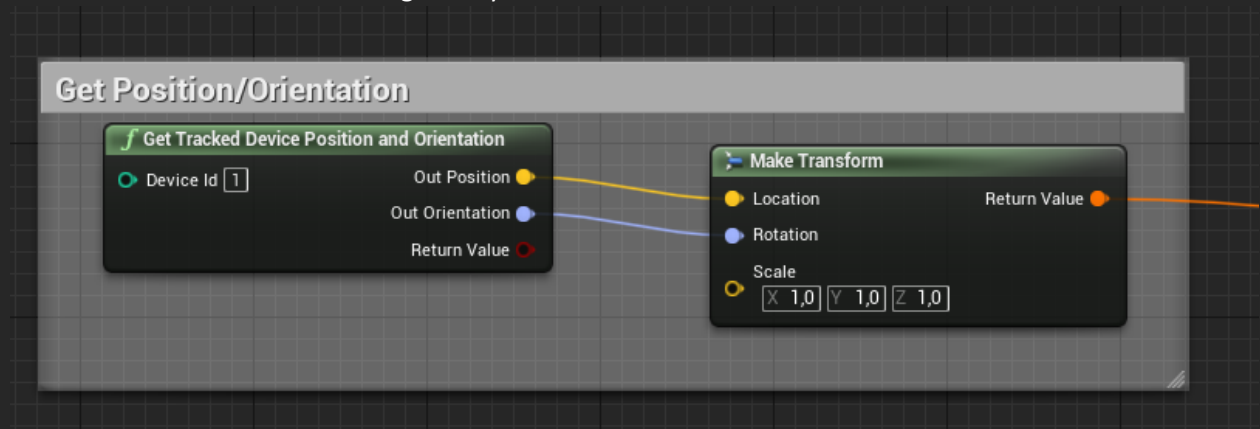 Get Position/Orientation
f Get Tracked Device Position and Orientation
Device Id 1
Out Position
Out Orientation
Return Value
Make Transform
Location
Return Value
Rotation
Scale
X 1,0 Y 1,0 Z 1,0